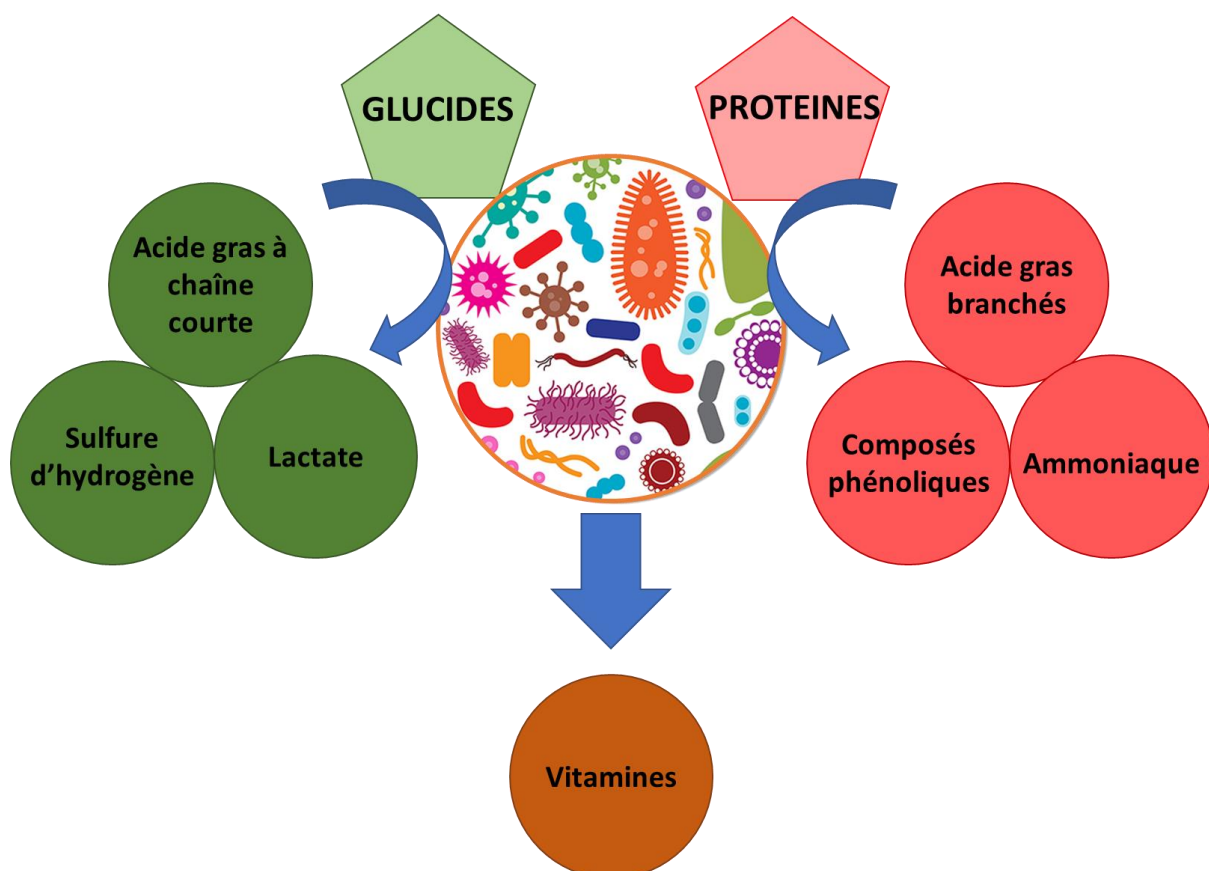 GLUCIDES
PROTEINES
Acide gras à
chaîne
courte
Sulfure
d’hydrogène
Lactate
Acide gras
branchés
Composés
phénoliques
Ammoniaque
Vitamines